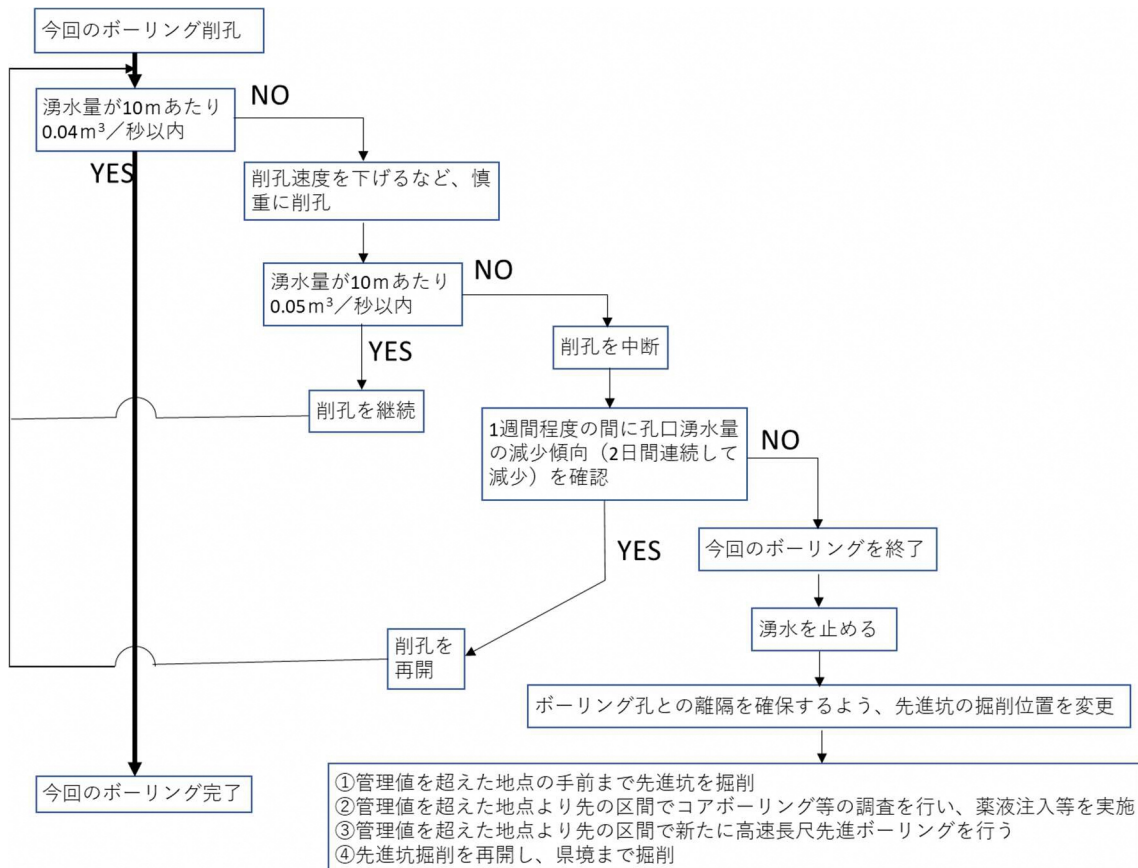 今回のボーリング削孔
湧水量が10mあたり
0.04m³／秒以内
NO
YES
削孔速度を下げるなど、慎
重に削孔
湧水量が10mあたり
0.05m³／秒以内
NO
YES
削孔を中断
削孔を継続
1週間程度の間に孔口湧水量
の減少傾向（2日間連続して
減少）を確認
NO
YES
今回のボーリングを終了
湧水を止める
削孔を
再開
ボーリング孔との離隔を確保するよう、先進坑の掘削位置を変更
今回のボーリング完了
①管理値を超えた地点の手前まで先進坑を掘削
②管理値を超えた地点より先の区間でコアボーリング等の調査を行い、薬液注入等を実施
③管理値を超えた地点より先の区間で新たに高速長尺先進ボーリングを行う
④先進坑掘削を再開し、県境まで掘削